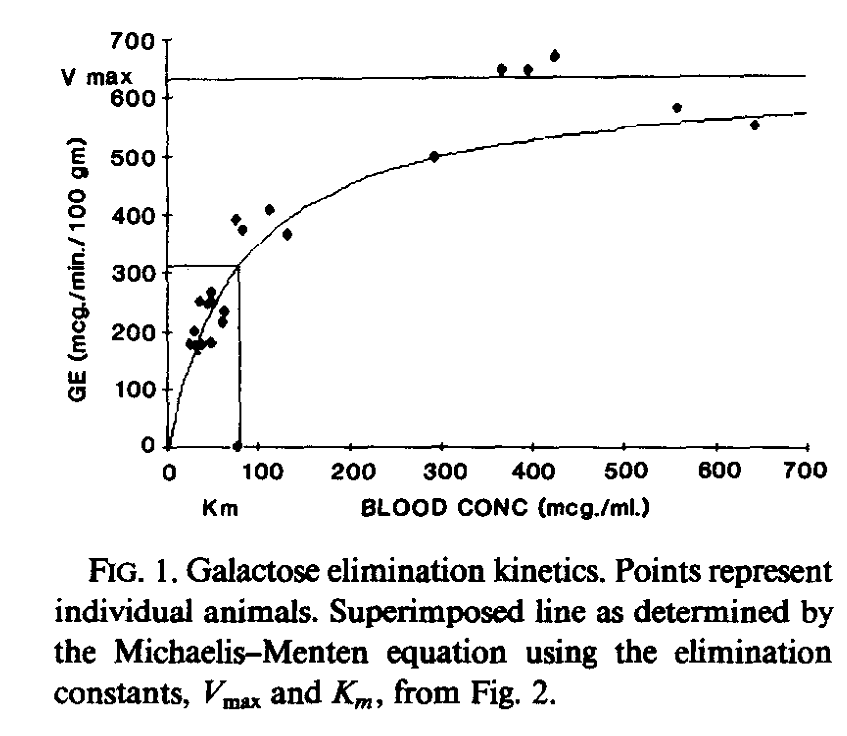 700
V max
600
500
400
300
200
100
0
GE (mcg./min./100 gm)
0 100 200 300 400 500 600 700
Km BLOOD CONC (mcg./ml.)
FIG. 1. Galactose elimination kinetics. Points represent
individual animals. Superimposed line as determined by
the Michaelis–Menten equation using the elimination
constants, Vmax and Km, from Fig. 2.